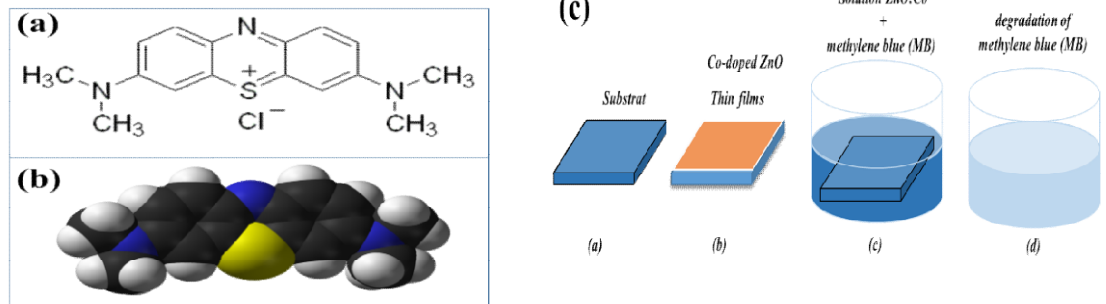 (a)
N
H3C
N
CH3
S
+
Cl−
N
CH3
CH3
(b)
(c)
Solution ZnO:Co
+
methylene blue (MB)
degradation of
methylene blue (MB)
Co-doped ZnO
Substrat
Thin films
(a)
(b)
(c)
(d)